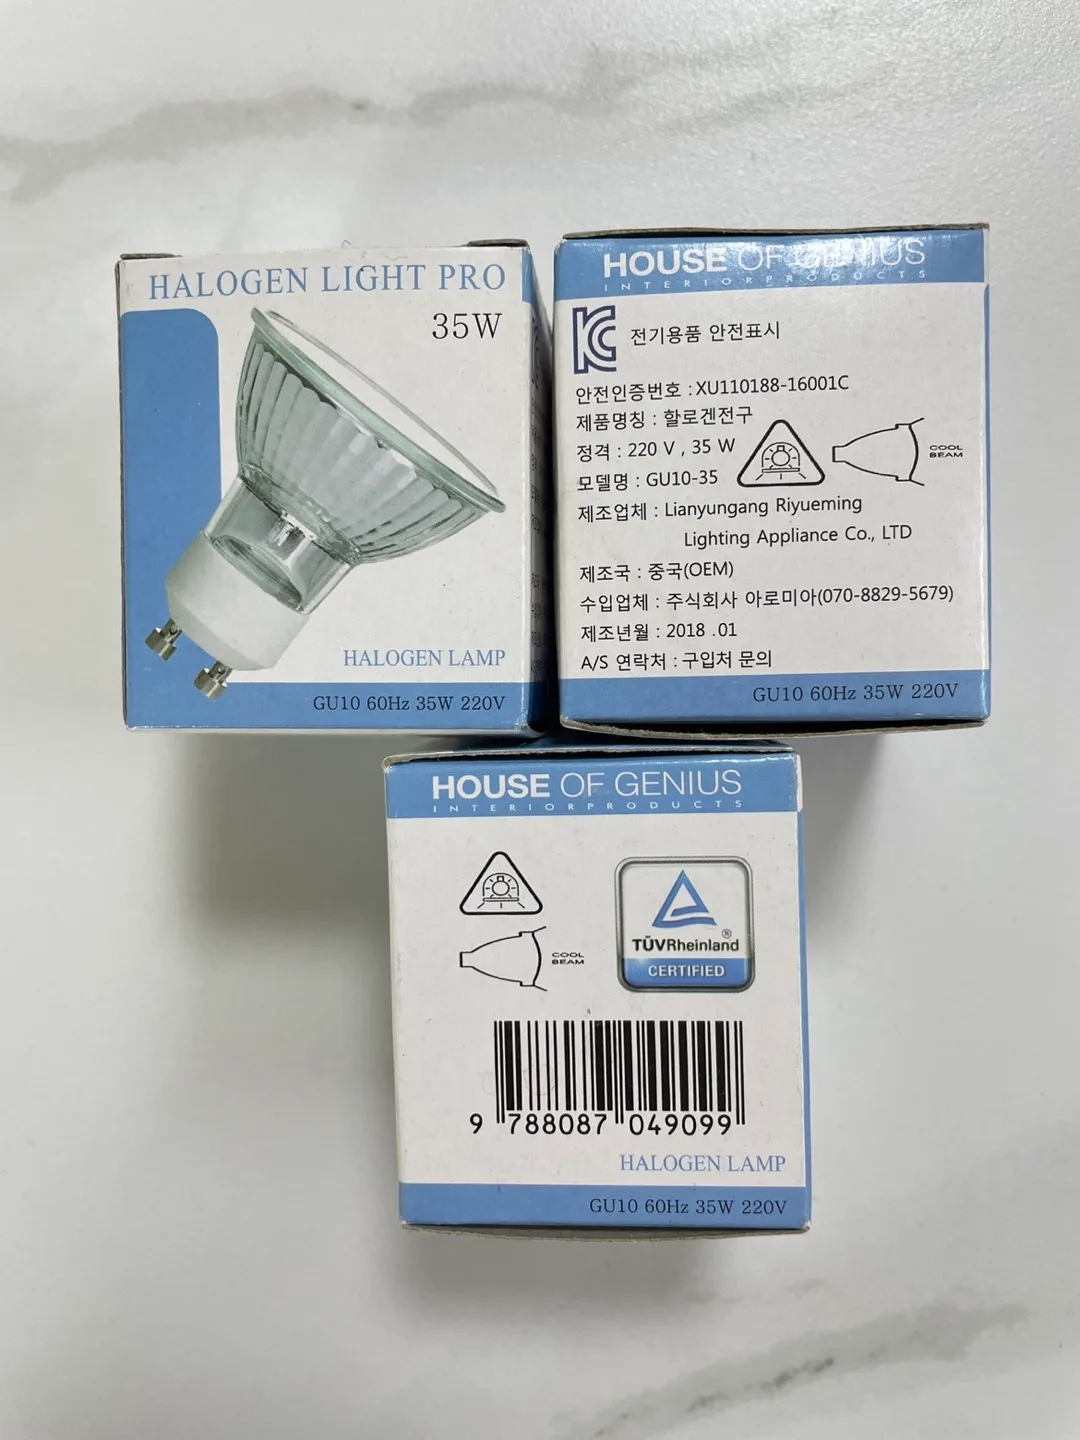 HALOGEN LIGHT PRO
35W
HALOGEN LAMP
GU10 60Hz 35W 220V
HOUSE OF GENIUS
INTERIORPRODUCTS
전기용품 안전표시
안전인증번호 : XU110188-16001C
제품명칭 : 할로겐전구
정격 : 220 V , 35 W
COOL
BEAM
모델명 : GU10-35
제조업체 : Lianyungang Riyueming
Lighting Appliance Co., LTD
제조국 : 중국(OEM)
수입업체 : 주식회사 아로미아(070-8829-5679)
제조년월 : 2018 .01
A/S 연락처 : 구입처 문의
GU10 60Hz 35W 220V
HOUSE OF GENIUS
INTERIORPRODUCTS
COOL
BEAM
TÜVRheinland®
CERTIFIED
9 788087 049099
HALOGEN LAMP
GU10 60Hz 35W 220V